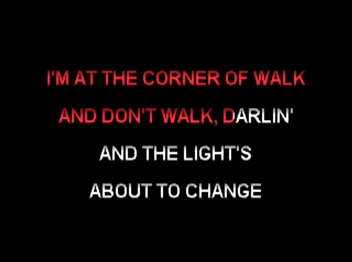 I'M AT THE CORNER OF WALK
AND DON'T WALK, DARLIN'
AND THE LIGHT'S
ABOUT TO CHANGE